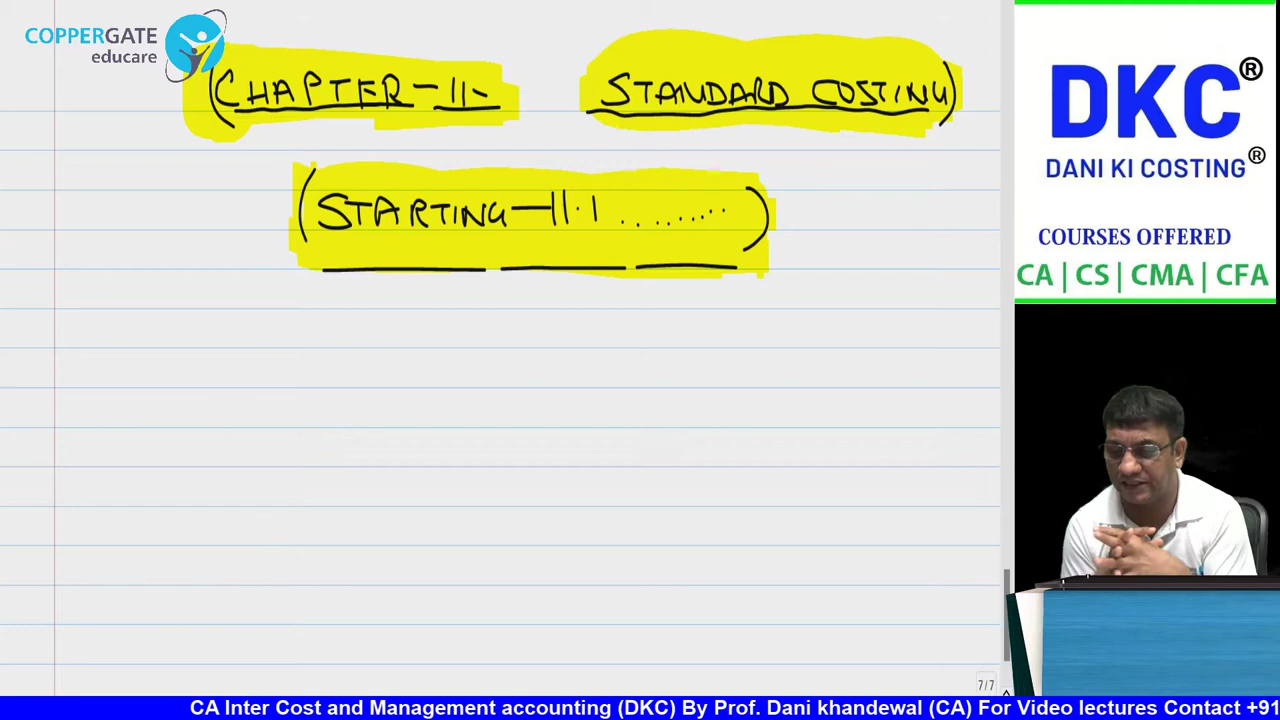 COPPERGATE
educare
(CHAPTER-11- STANDARD COSTING)
(STARTING-11.1 .........)
DKC®
DANI KI COSTING®
COURSES OFFERED
CA | CS | CMA | CFA
7/7
CA Inter Cost and Management accounting (DKC) By Prof. Dani khandewal (CA) For Video lectures Contact +91